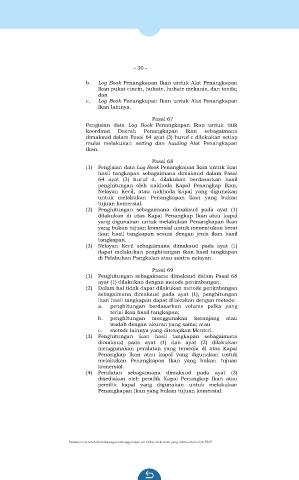 - 30 -
b. Log Book Penangkapan Ikan untuk Alat Penangkapan
Ikan pukat cincin, huhate, huhate mekanis, dan tonda;
dan
c. Log Book Penangkapan Ikan untuk Alat Penangkapan
Ikan lainnya.
Pasal 67
Pengisian data Log Book Penangkapan Ikan untuk titik
koordinat Daerah Penangkapan Ikan sebagaimana
dimaksud dalam Pasal 64 ayat (3) huruf c dilakukan setiap
mulai melakukan setting dan hauling Alat Penangkapan
Ikan.
Pasal 68
(1) Pengisian data Log Book Penangkapan Ikan untuk ikan
hasil tangkapan sebagaimana dimaksud dalam Pasal
64 ayat (3) huruf d, dilakukan berdasarkan hasil
penghitungan oleh nakhoda Kapal Penangkap Ikan,
Nelayan Kecil, atau nakhoda kapal yang digunakan
untuk melakukan Penangkapan Ikan yang bukan
tujuan komersial.
(2) Penghitungan sebagaimana dimaksud pada ayat (1)
dilakukan di atas Kapal Penangkap Ikan atau kapal
yang digunakan untuk melakukan Penangkapan Ikan
yang bukan tujuan komersial untuk menentukan berat
ikan hasil tangkapan sesuai dengan jenis ikan hasil
tangkapan.
(3) Nelayan Kecil sebagaimana dimaksud pada ayat (1)
dapat melakukan penghitungan ikan hasil tangkapan
di Pelabuhan Pangkalan atau sentra nelayan.
Pasal 69
(1) Penghitungan sebagaimana dimaksud dalam Pasal 68
ayat (1) dilakukan dengan metode penimbangan.
(2) Dalam hal tidak dapat dilakukan metode penimbangan
sebagaimana dimaksud pada ayat (1), penghitungan
ikan hasil tangkapan dapat dilakukan dengan metode:
a. penghitungan berdasarkan volume palka yang
terisi ikan hasil tangkapan;
b. penghitungan menggunakan keranjang atau
wadah dengan ukuran yang sama; atau
c. metode lainnya yang ditetapkan Menteri.
(3) Penghitungan ikan hasil tangkapan sebagaimana
dimaksud pada ayat (1) dan ayat (2) dilakukan
menggunakan peralatan yang tersedia di atas Kapal
Penangkap Ikan atau kapal yang digunakan untuk
melakukan Penangkapan Ikan yang bukan tujuan
komersial.
(4) Peralatan sebagaimana dimaksud pada ayat (3)
disediakan oleh pemilik Kapal Penangkap Ikan atau
pemilik kapal yang digunakan untuk melakukan
Penangkapan Ikan yang bukan tujuan komersial.